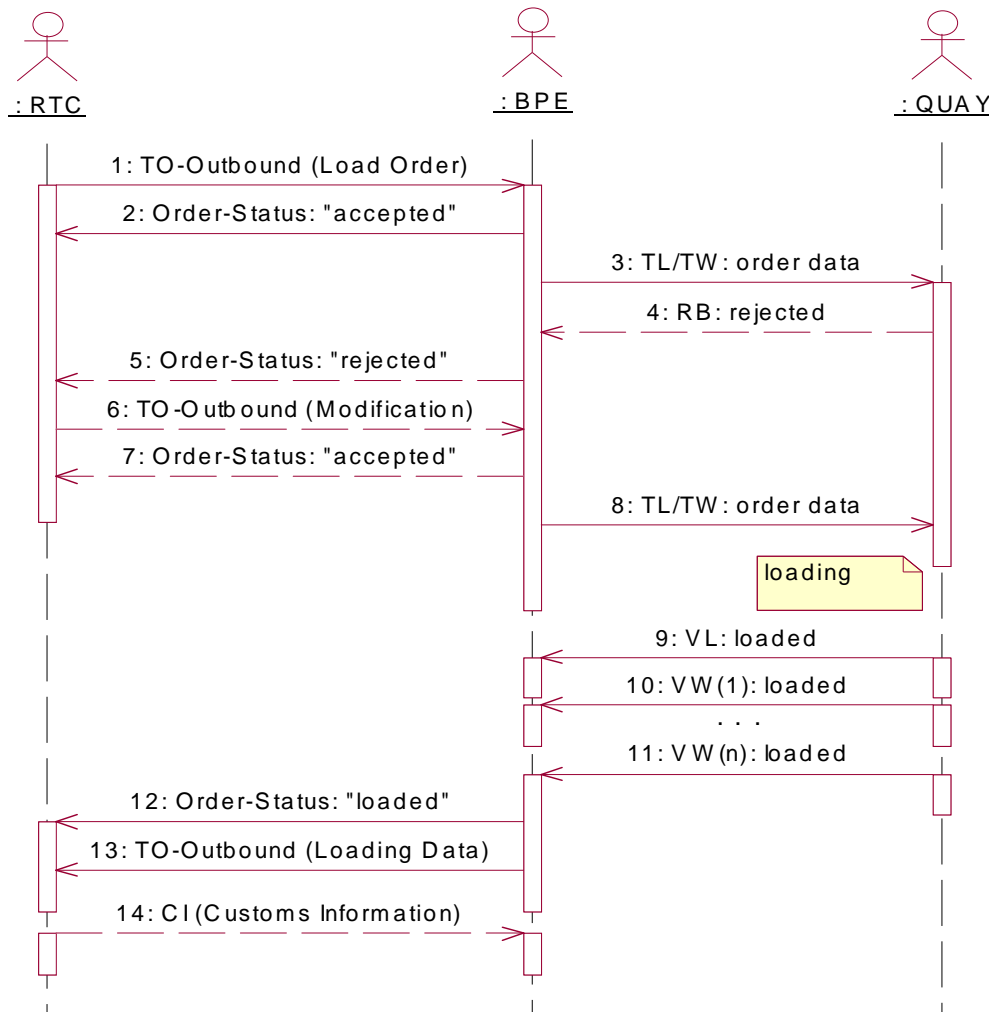 : RTC
: BPE
: QUAY
1: TO-Outbound (Load Order)
2: Order-Status: "accepted"
3: TL/TW: order data
4: RB: rejected
5: Order-Status: "rejected"
6: TO-Outbound (Modification)
7: Order-Status: "accepted"
8: TL/TW: order data
loading
9: VL: loaded
10: VW(1): loaded
. . .
11: VW(n): loaded
12: Order-Status: "loaded"
13: TO-Outbound (Loading Data)
14: CI (Customs Information)